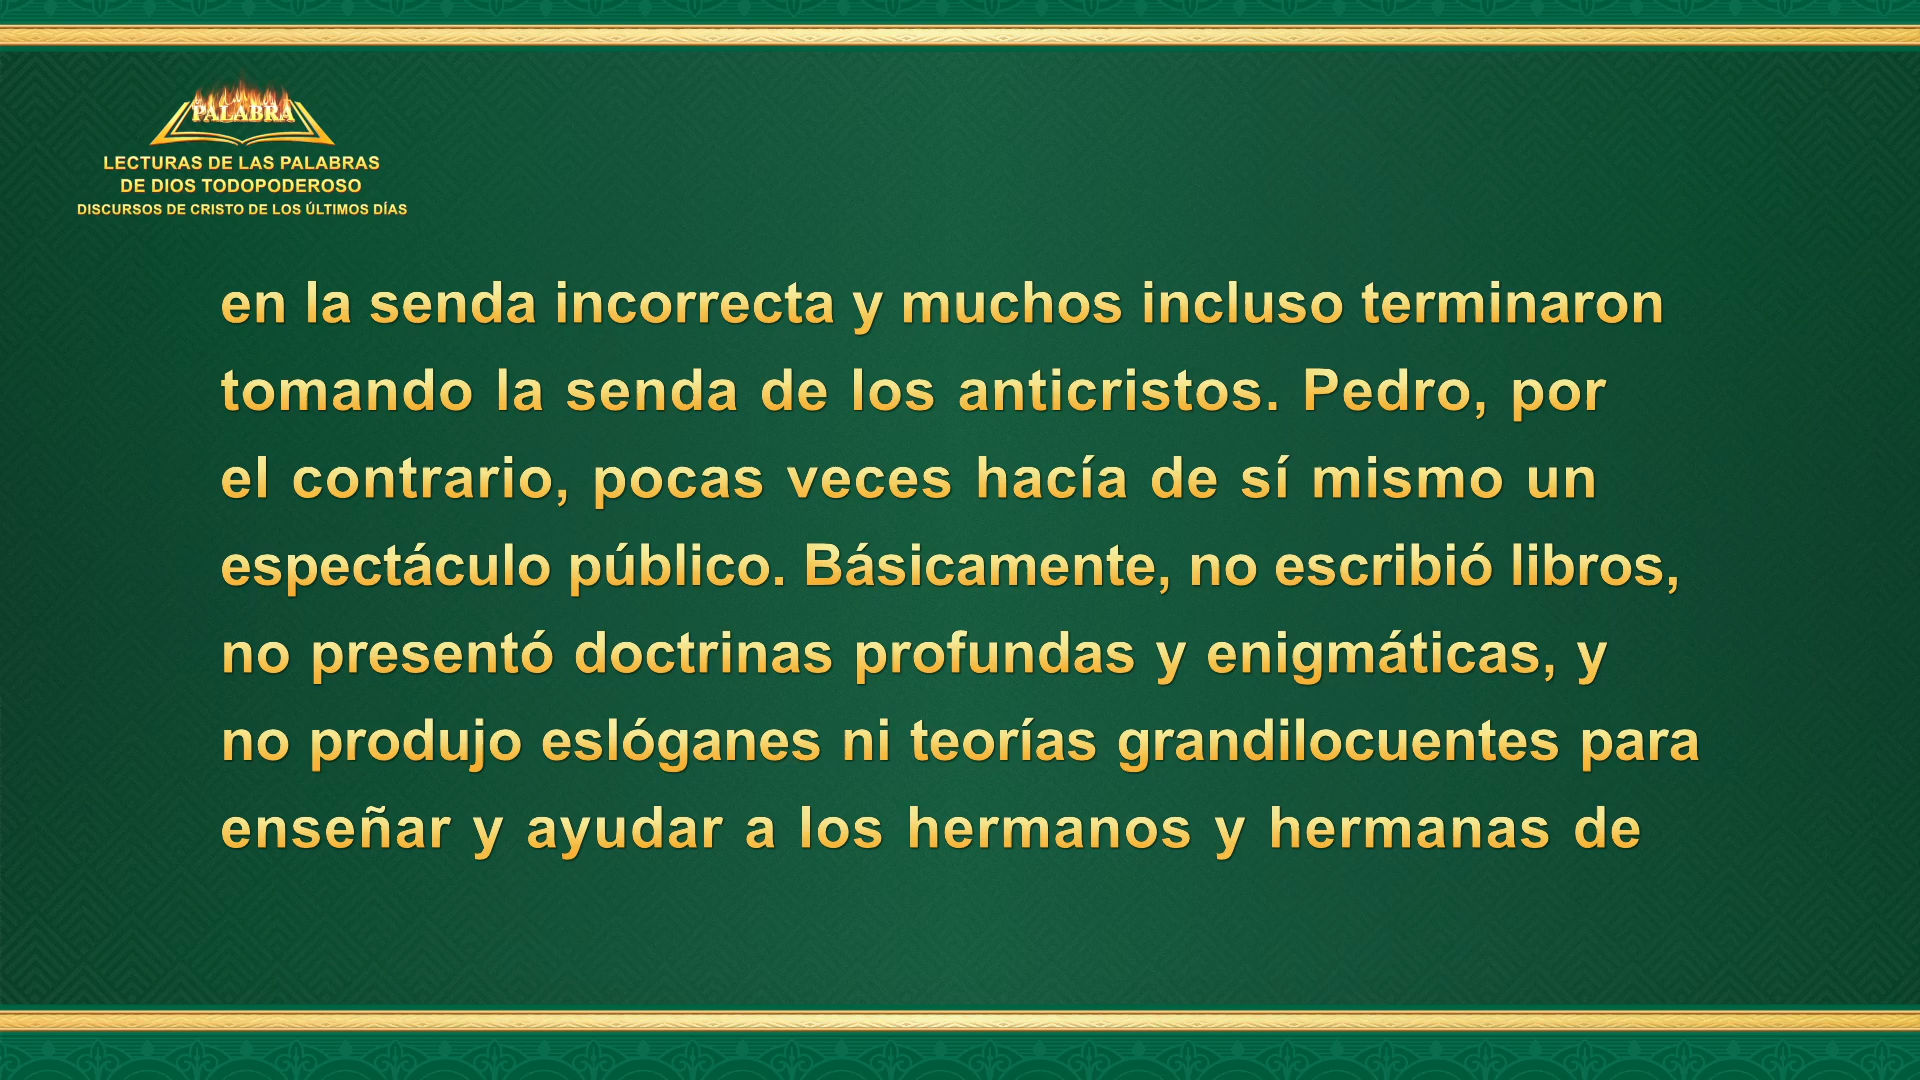 PALABRA
LECTURAS DE LAS PALABRAS
DE DIOS TODOPODEROSO
DISCURSOS DE CRISTO DE LOS ÚLTIMOS DÍAS
en la senda incorrecta y muchos incluso terminaron
tomando la senda de los anticristos. Pedro, por
el contrario, pocas veces hacía de sí mismo un
espectáculo público. Básicamente, no escribió libros,
no presentó doctrinas profundas y enigmáticas, y
no produjo eslóganes ni teorías grandilocuentes para
enseñar y ayudar a los hermanos y hermanas de